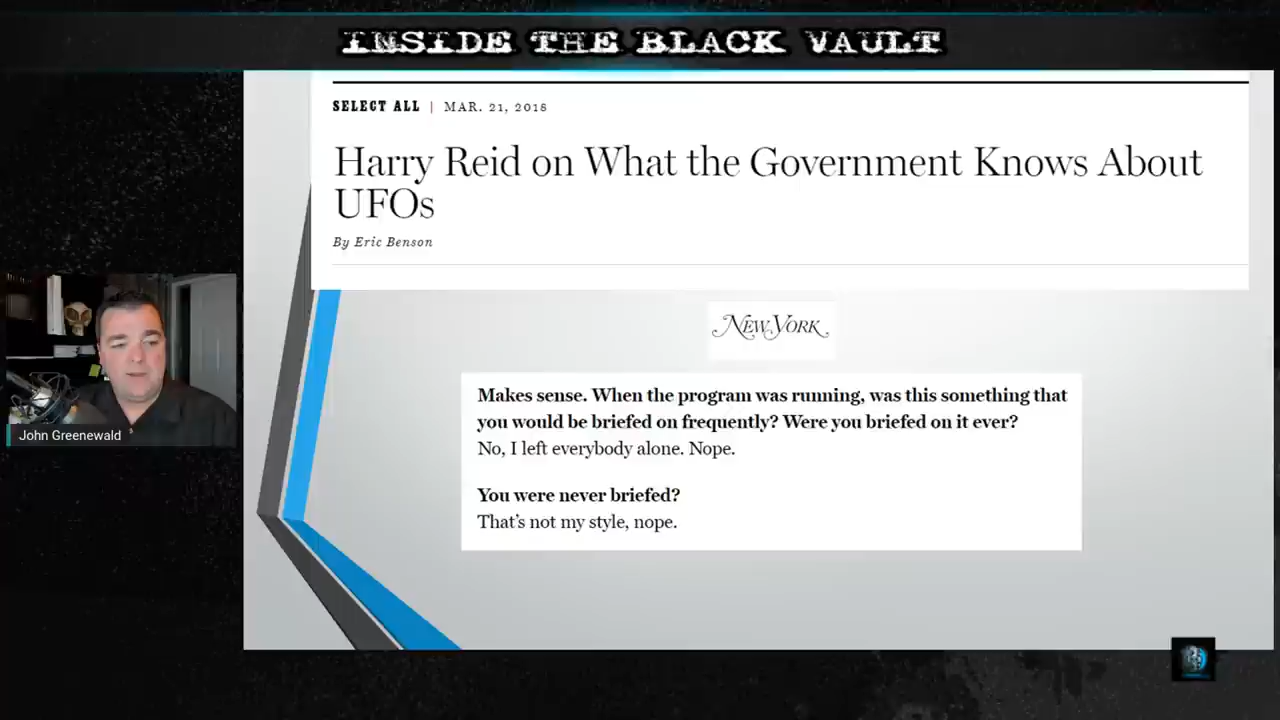 INSIDE THE BLACK VAULT
SELECT ALL | MAR. 21, 2018
Harry Reid on What the Government Knows About
UFOs
By Eric Benson
NEW YORK
Makes sense. When the program was running, was this something that
you would be briefed on frequently? Were you briefed on it ever?
No, I left everybody alone. Nope.
You were never briefed?
That's not my style, nope.
John Greenewald